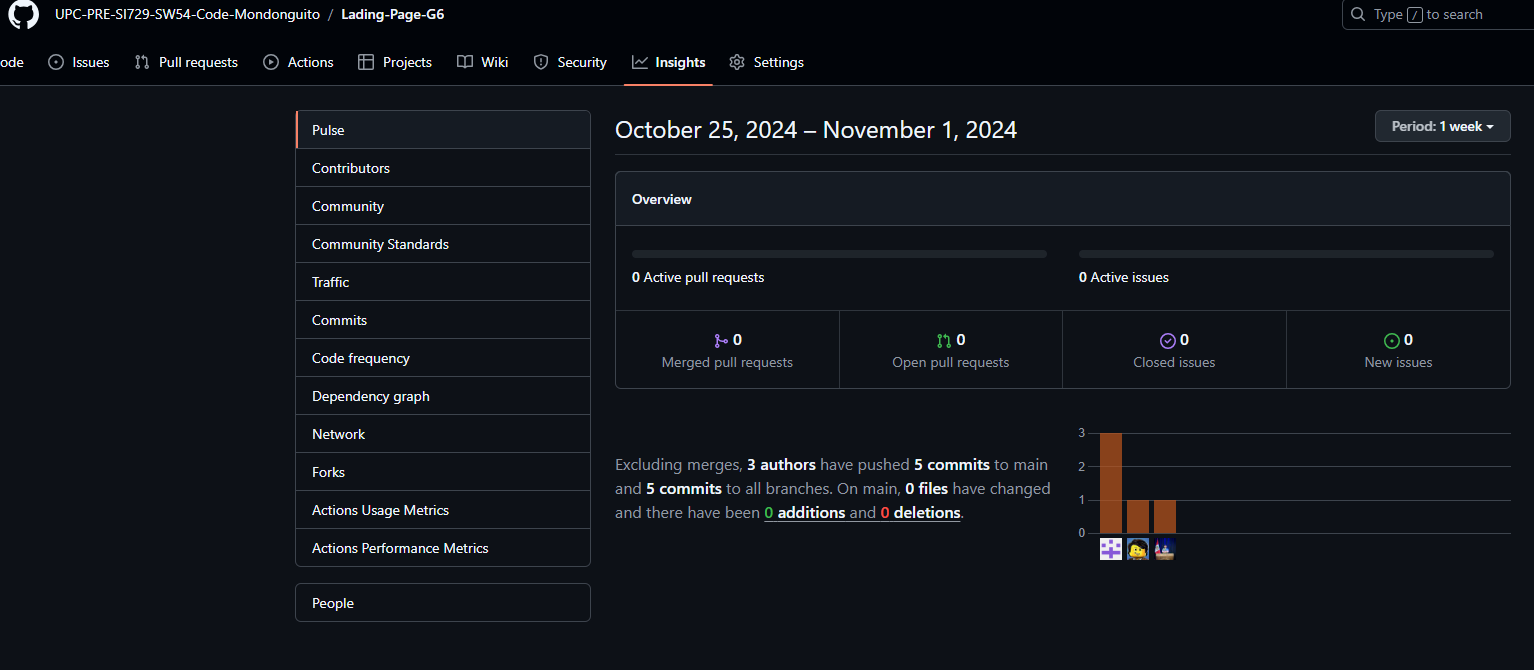 UPC-PRE-SI729-SW54-Code-Mondonguito / Lading-Page-G6
Type / to search
ode Issues Pull requests Actions Projects Wiki Security Insights Settings
Pulse
Contributors
Community
Community Standards
Traffic
Commits
Code frequency
Dependency graph
Network
Forks
Actions Usage Metrics
Actions Performance Metrics
People
October 25, 2024 – November 1, 2024
Period: 1 week
Overview
0 Active pull requests
0 Active issues
0
Merged pull requests
0
Open pull requests
0
Closed issues
0
New issues
Excluding merges, 3 authors have pushed 5 commits to main
and 5 commits to all branches. On main, 0 files have changed
and there have been 0 additions and 0 deletions.
3
2
1
0